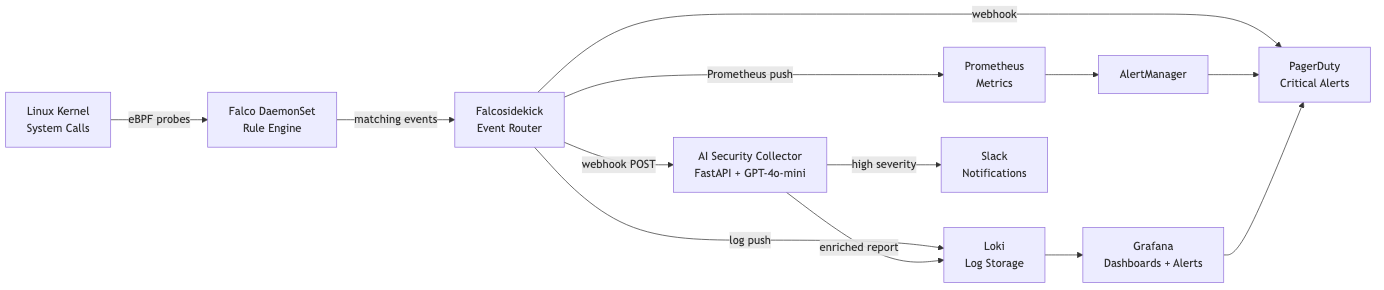 Linux Kernel
System Calls
eBPF probes
Falco DaemonSet
Rule Engine
matching events
Falcosidekick
Event Router
webhook
Prometheus push
webhook POST
log push
Prometheus
Metrics
AlertManager
PagerDuty
Critical Alerts
AI Security Collector
FastAPI + GPT-4o-mini
high severity
Slack
Notifications
enriched report
Loki
Log Storage
Grafana
Dashboards + Alerts